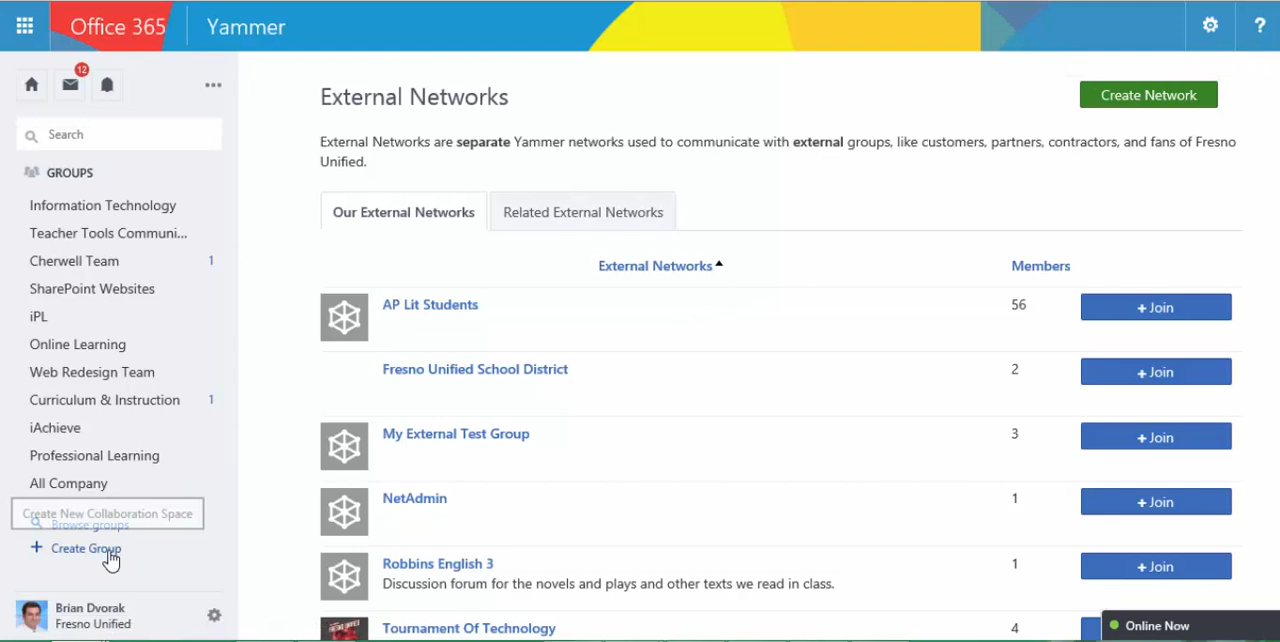 Office 365
Yammer
?
12
...
Search
GROUPS
Information Technology
Teacher Tools Communi...
Cherwell Team 1
SharePoint Websites
iPL
Online Learning
Web Redesign Team
Curriculum & Instruction 1
iAchieve
Professional Learning
All Company
Create New Collaboration Space
Browse groups
+ Create Group
Brian Dvorak
Fresno Unified
External Networks
Create Network
External Networks are separate Yammer networks used to communicate with external groups, like customers, partners, contractors, and fans of Fresno
Unified.
Our External Networks
Related External Networks
External Networks Members
AP Lit Students 56 + Join
Fresno Unified School District 2 + Join
My External Test Group 3 + Join
NetAdmin 1 + Join
Robbins English 3 1 + Join
Discussion forum for the novels and plays and other texts we read in class.
Tournament Of Technology 4
Online Now